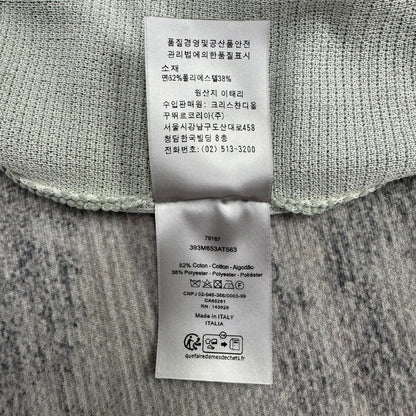 품질경영및공산품안전
관리법에의한품질표시
소재
면62%폴리에스텔38%
원산지 이태리
수입판매원: 크리스챤디올
꾸뛰르코리아(주)
서울시강남구도산대로458
청담한국빌딩 8층
전화번호: (02) 513-3200
79187
393M653AT563
62% Coton - Cotton - Algodão
38% Polyester - Polyester - Poliéster
CNPJ 02-046-366/0003-99
CA56281
RN : 143025
Made in ITALY
ITALIA
quefairedemesdechets.fr